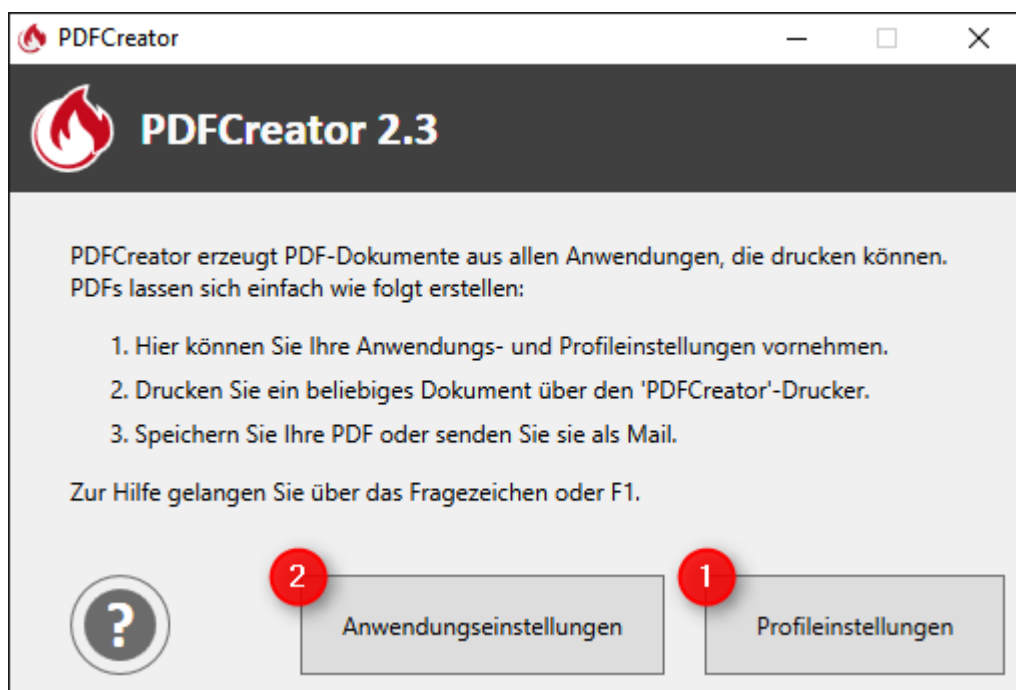 PDFCreator
PDFCreator 2.3
PDFCreator erzeugt PDF-Dokumente aus allen Anwendungen, die drucken können.
PDFs lassen sich einfach wie folgt erstellen:
1. Hier können Sie Ihre Anwendungs- und Profileinstellungen vornehmen.
2. Drucken Sie ein beliebiges Dokument über den 'PDFCreator'-Drucker.
3. Speichern Sie Ihre PDF oder senden Sie sie als Mail.
Zur Hilfe gelangen Sie über das Fragezeichen oder F1.
2
1
?
Anwendungseinstellungen
Profileinstellungen